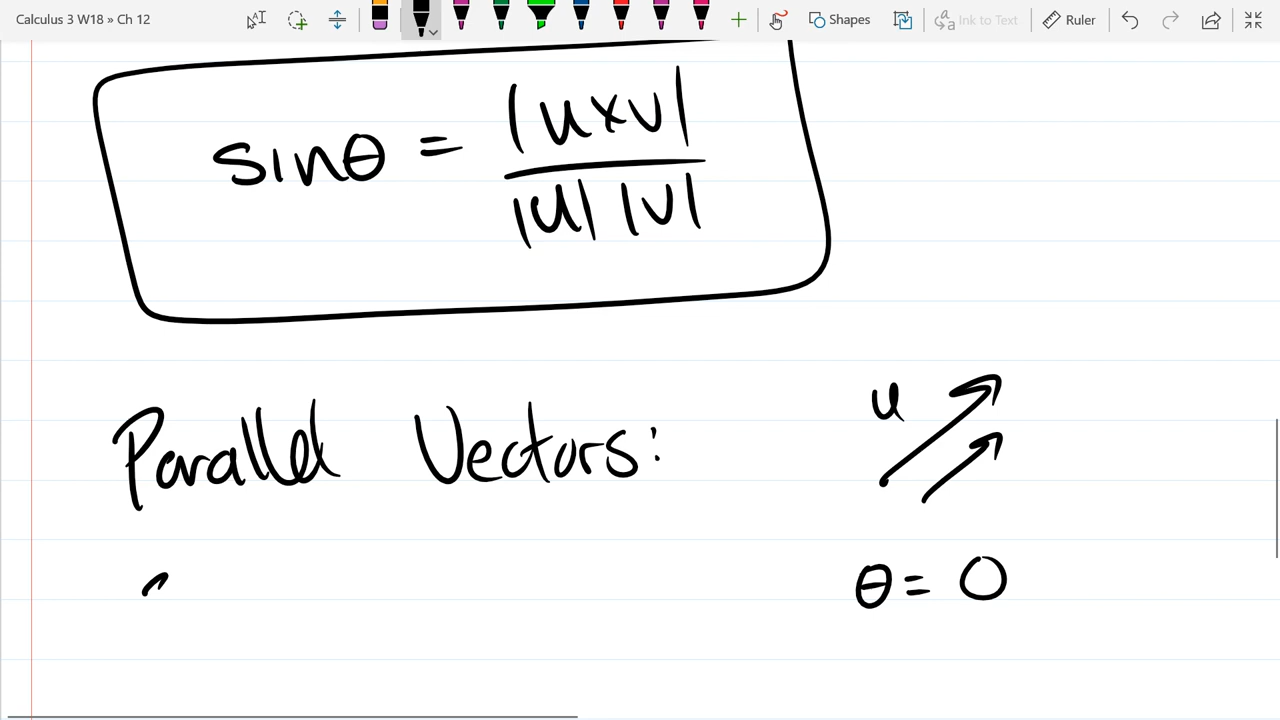 Calculus 3 W18 » Ch 12
Shapes
Ink to Text
Ruler
sinθ = |u×v| / |u| |v|
Parallel Vectors:
u
θ = 0